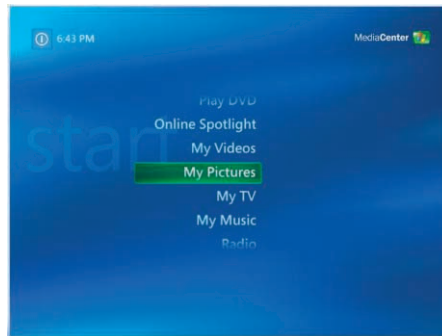 6:43 PM
MediaCenter
Play DVD
Online Spotlight
My Videos
start
My Pictures
My TV
My Music
Radio